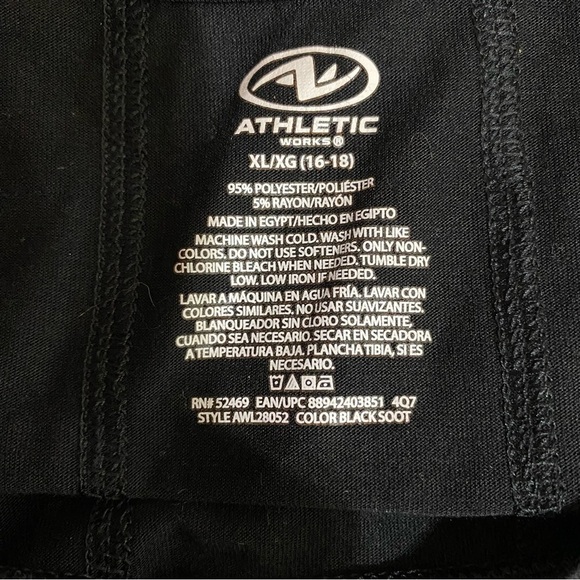 ATHLETIC
WORKS®
XL/XG (16-18)
95% POLYESTER/POLIÉSTER
5% RAYON/RAYÓN
MADE IN EGYPT/HECHO EN EGIPTO
MACHINE WASH COLD. WASH WITH LIKE
COLORS. DO NOT USE SOFTENERS. ONLY NON-
CHLORINE BLEACH WHEN NEEDED. TUMBLE DRY
LOW. LOW IRON IF NEEDED.
LAVAR A MÁQUINA EN AGUA FRÍA. LAVAR CON
COLORES SIMILARES. NO USAR SUAVIZANTES.
BLANQUEADOR SIN CLORO SOLAMENTE,
CUANDO SEA NECESARIO. SECAR EN SECADORA
A TEMPERATURA BAJA. PLANCHA TIBIA, SI ES
NECESARIO.
RN# 52469 EAN/UPC 88942403851 4Q7
STYLE AWL28052 COLOR BLACK SOOT